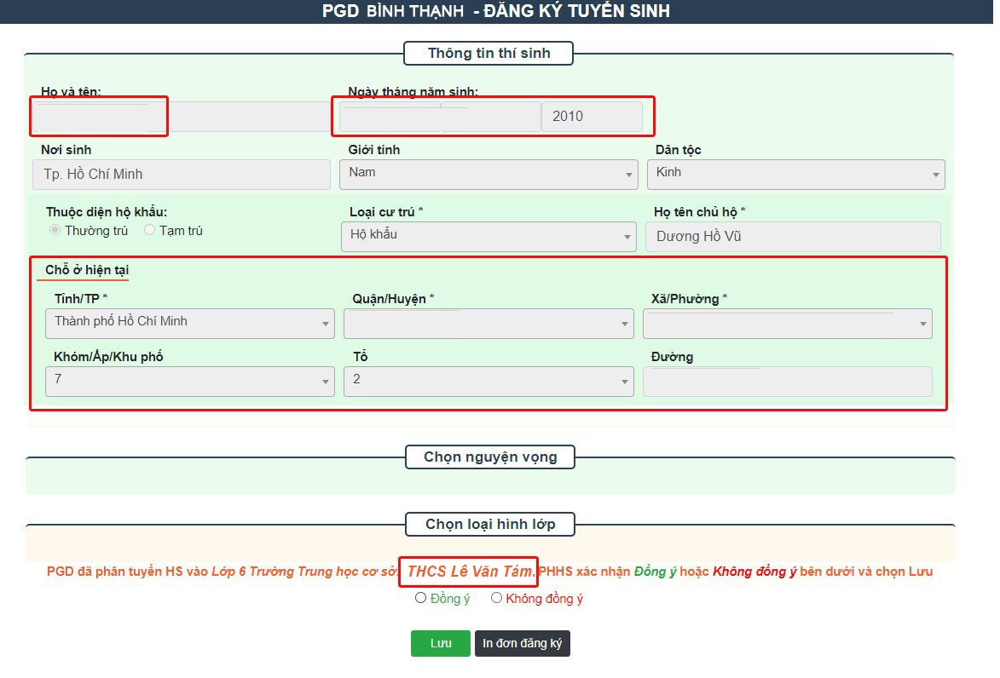 PGD BÌNH THẠNH - ĐĂNG KÝ TUYỂN SINH
Thông tin thí sinh
Họ và tên: Ngày tháng năm sinh:
2010
Nơi sinh Giới tính Dân tộc
Tp. Hồ Chí Minh Nam Kinh
Thuộc diện hộ khẩu: Loại cư trú * Họ tên chủ hộ *
Thường trú Tạm trú Hộ khẩu Dương Hồ Vũ
Chỗ ở hiện tại
Tỉnh/TP * Quận/Huyện * Xã/Phường *
Thành phố Hồ Chí Minh
Khóm/Ấp/Khu phố Tổ Đường
7 2
Chọn nguyện vọng
Chọn loại hình lớp
PGD đã phân tuyến HS vào Lớp 6 Trường Trung học cơ sở, THCS Lê Văn Tám. PHHS xác nhận Đồng ý hoặc Không đồng ý bên dưới và chọn Lưu
Đồng ý Không đồng ý
Lưu In đơn đăng ký